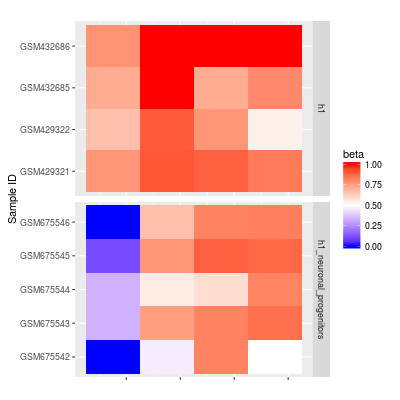 Sample ID
GSM432686
GSM432685
GSM429322
GSM429321
h1
GSM675546
GSM675545
GSM675544
GSM675543
GSM675542
h1_neuronal_progenitors
beta
1.00
0.75
0.50
0.25
0.00